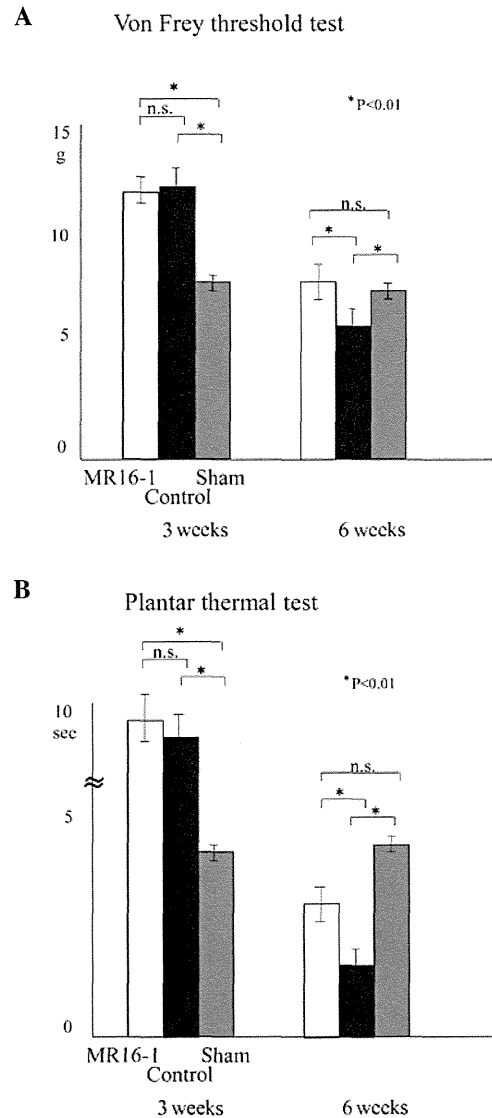 A
Von Frey threshold test
*
n.s.
*
*P<0.01
15
g
10
5
0
n.s.
*
*
MR16-1 Sham
Control
3 weeks 6 weeks
B
Plantar thermal test
*
n.s.
*
*P<0.01
10
sec
5
0
n.s.
*
*
MR16-1 Sham
Control
3 weeks 6 weeks